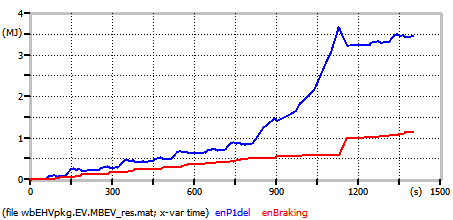 4
(MJ)
3
2
1
0
0 300 600 900 1200 (s) 1500
(file wbEHVpkg.EV.MBEV_res.mat; x-var time) enP1del enBraking